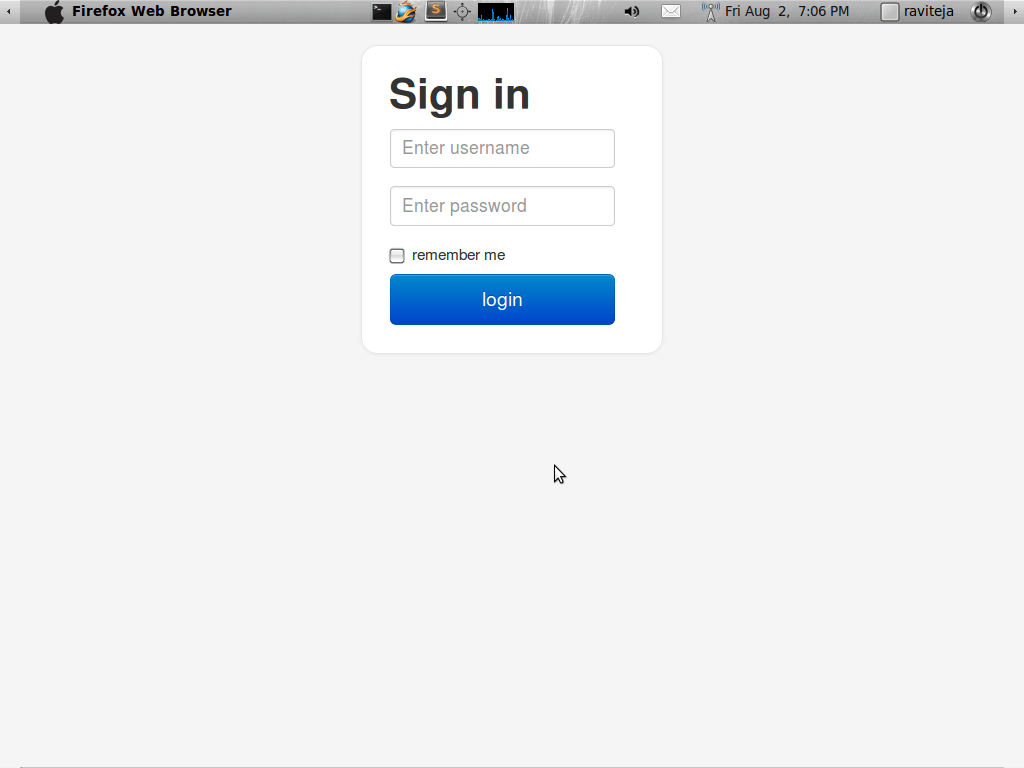 Firefox Web Browser
Fri Aug 2, 7:06 PM
raviteja
Sign in
Enter username
Enter password
remember me
login